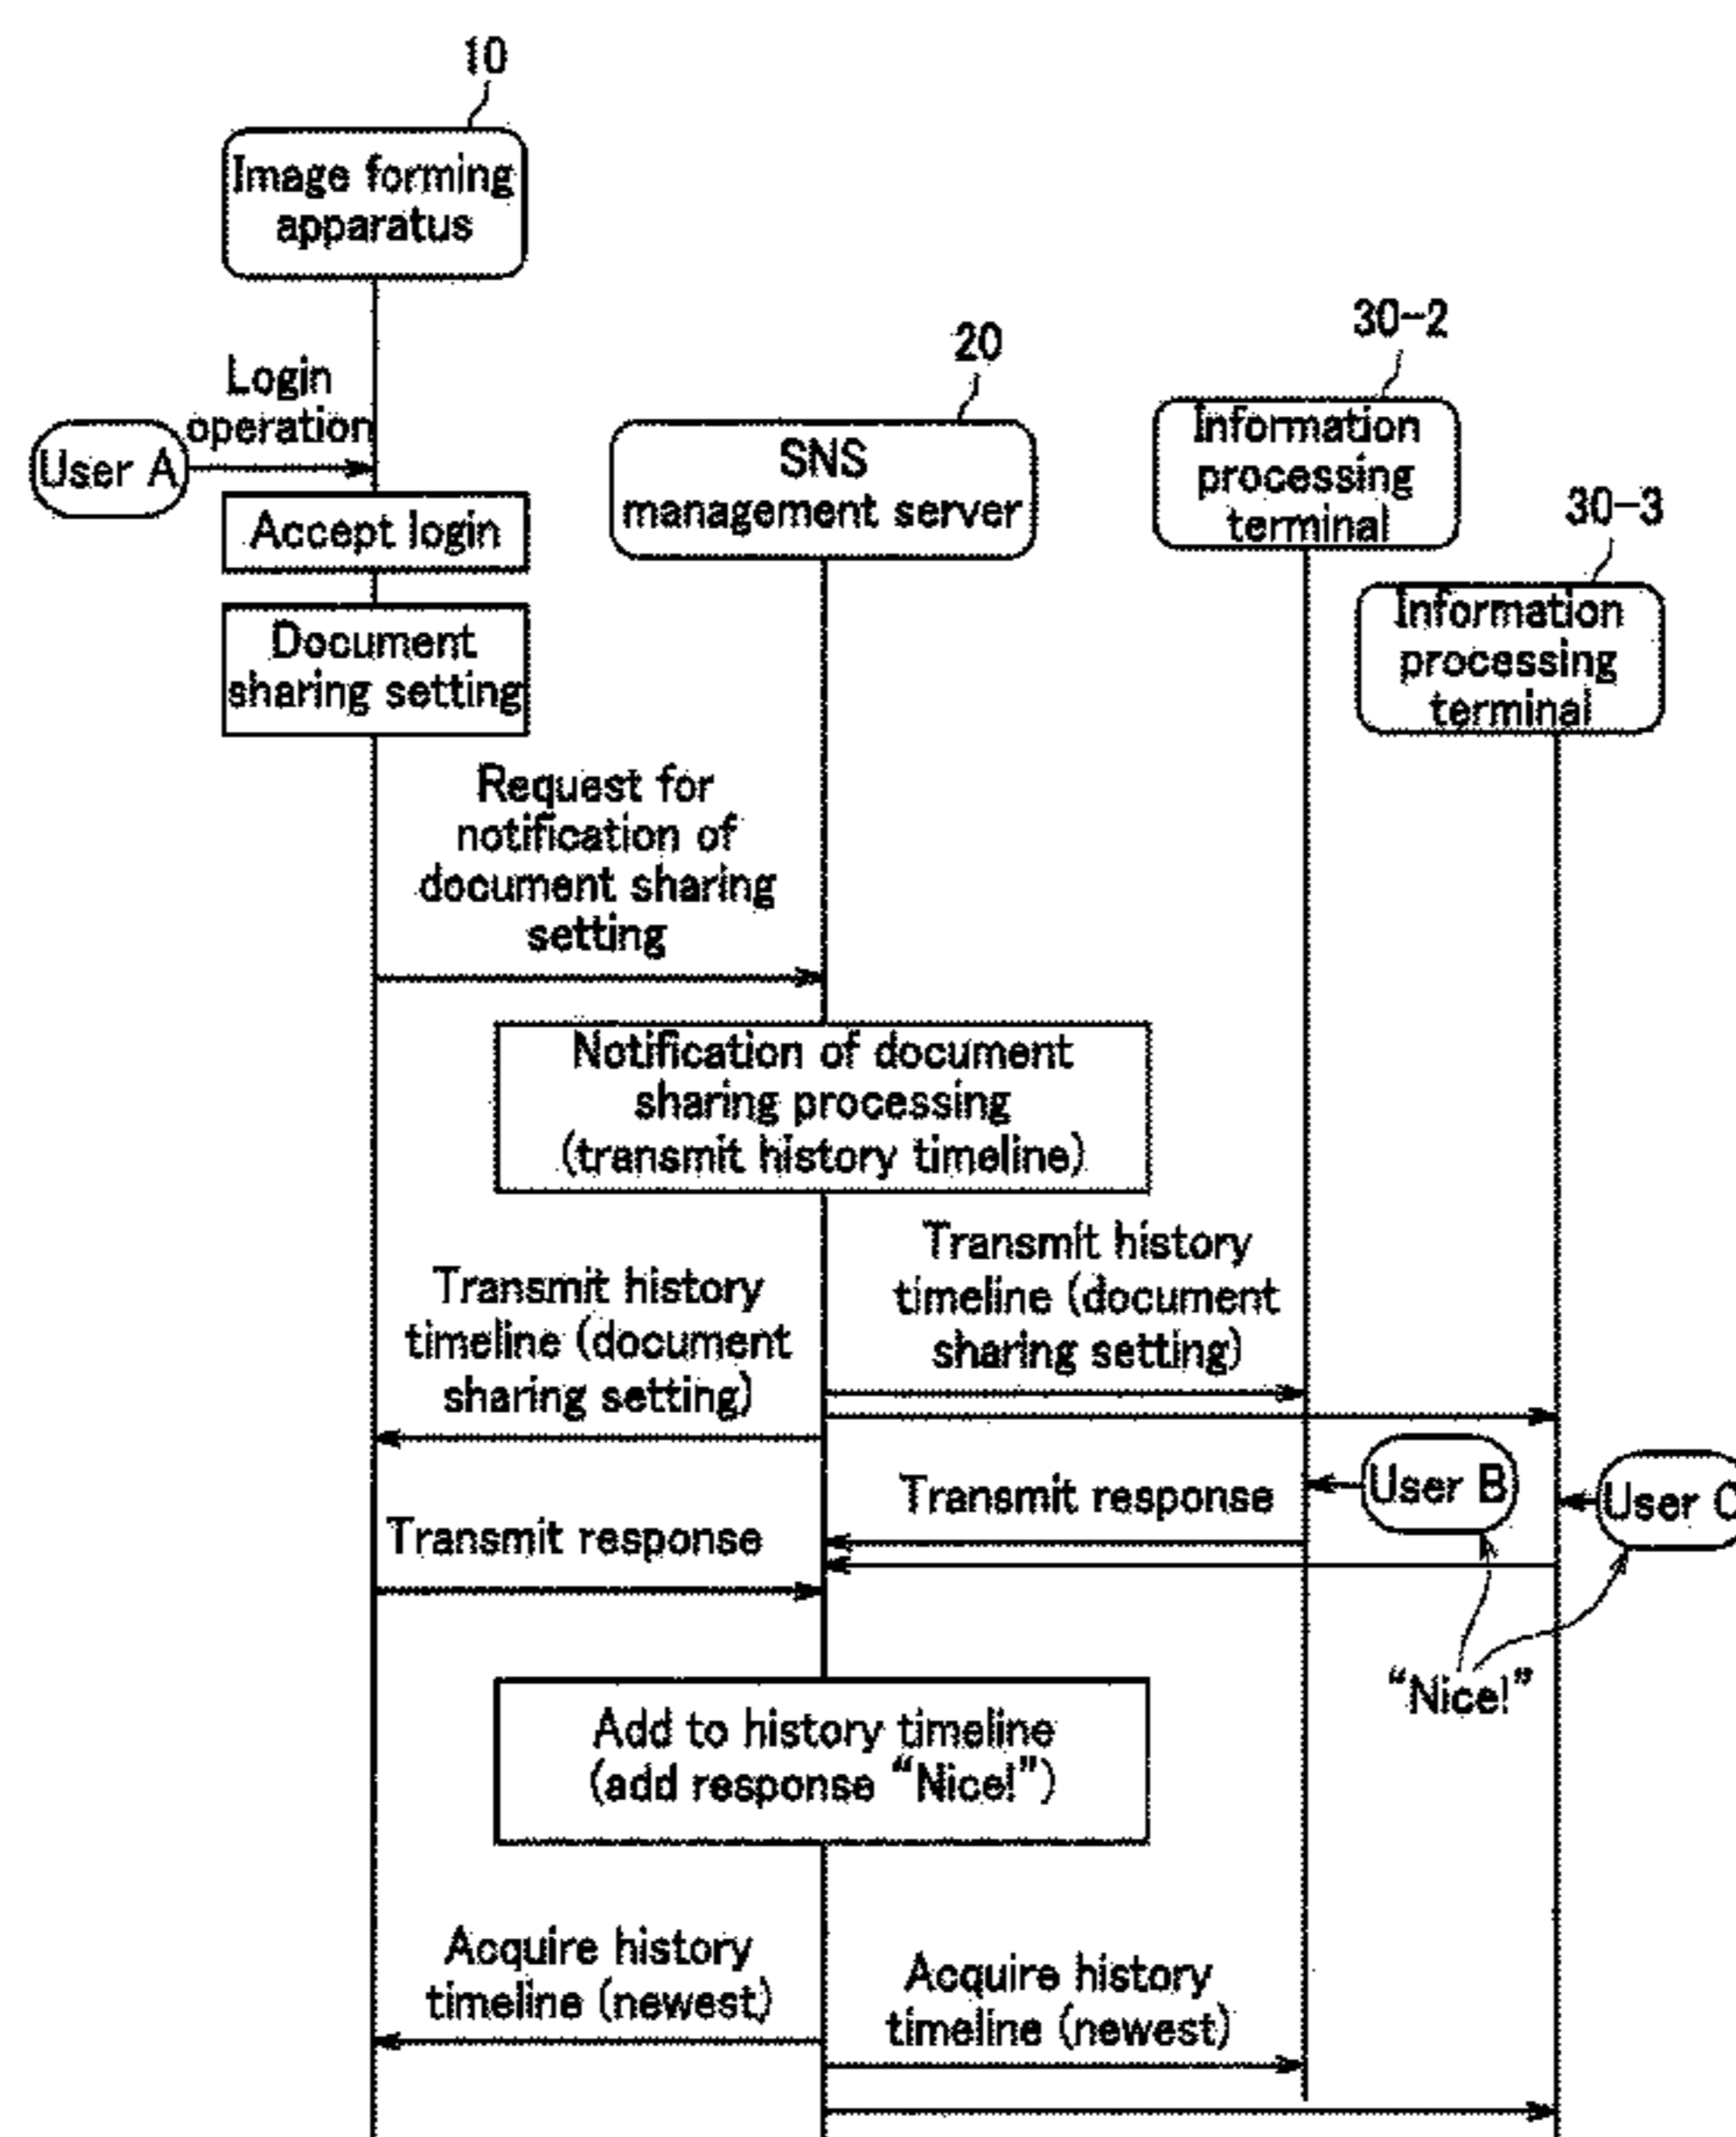 10
Image forming
apparatus
30-2
20
Login
operation
Information
processing
terminal
User A
SNS
management server
30-3
Accept login
Information
processing
terminal
Document
sharing setting
Request for
notification of
document sharing
setting
Notification of document
sharing processing
(transmit history timeline)
Transmit history
timeline (document
sharing setting)
Transmit history
timeline (document
sharing setting)
User B
User C
Transmit response
Transmit response
"Nice!"
Add to history timeline
(add response "Nice!")
Acquire history
timeline (newest)
Acquire history
timeline (newest)